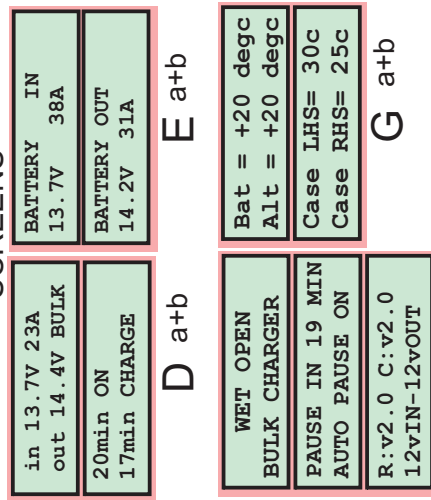 in 13.7V 23A
out 14.4V BULK
20min ON
17min CHARGE
D a+b
BATTERY IN
13.7V 38A
BATTERY OUT
14.2V 31A
E a+b
WET OPEN
BULK CHARGER
PAUSE IN 19 MIN
AUTO PAUSE ON
R:v2.0 C:v2.0
12vIN-12vOUT
Bat = +20 degc
Alt = +20 degc
Case LHS= 30c
Case RHS= 25c
G a+b